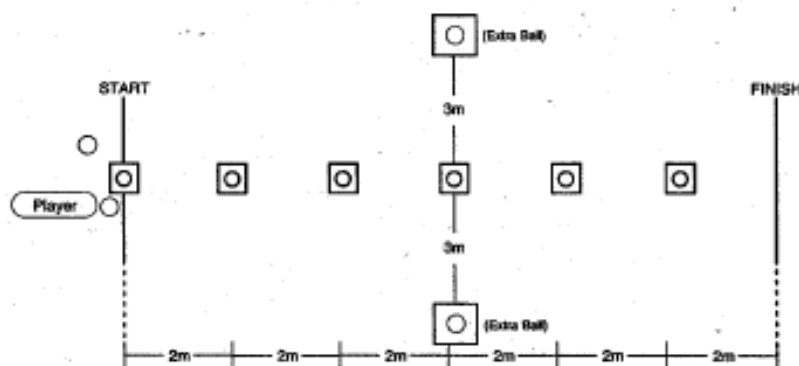 (Extra Ball)
START
FINISH
3m
Player
3m
(Extra Ball)
2m 2m 2m 2m 2m 2m